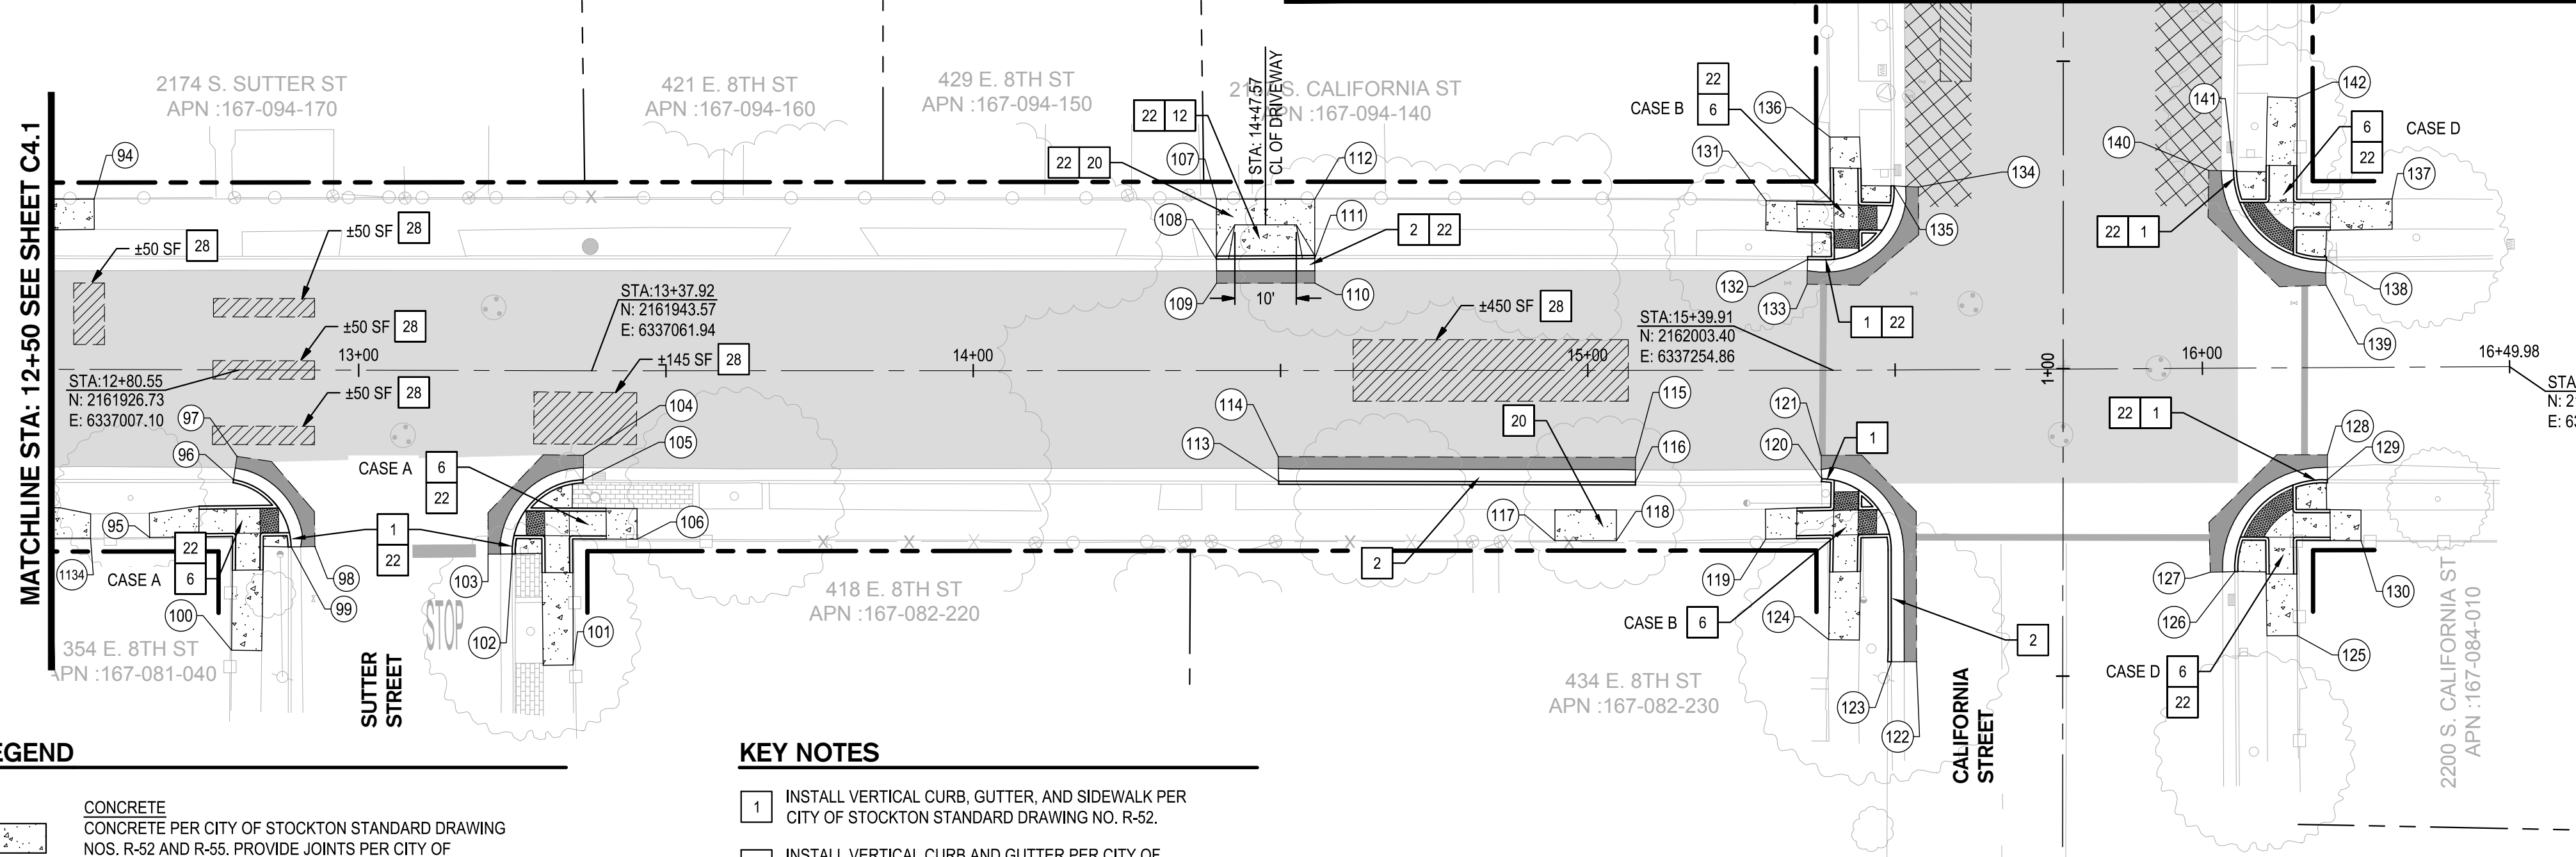 MATCHLINE STA: 12+50 SEE SHEET C4.1
2174 S. SUTTER ST
APN :167-094-170
421 E. 8TH ST
APN :167-094-160
429 E. 8TH ST
APN :167-094-150
S. CALIFORNIA ST
:167-094-140
STA: 14+47.57
CL OF DRIVEWAY
22 12
22 20
107
112
108
111
2 22
109
110
10'
94
±50 SF 28
±50 SF 28
±50 SF 28
±50 SF 28
±145 SF 28
±450 SF 28
STA:12+80.55
N: 2161926.73
E: 6337007.10
13+00
STA:13+37.92
N: 2161943.57
E: 6337061.94
14+00
15+00
STA:15+39.91
N: 2162003.40
E: 6337254.86
1+00
16+00
16+49.98
STA
N: 2
E: 63
22
CASE B 6
136
131
132
133
134
135
1 22
141
142
140
6 CASE D
22
137
22 1
138
139
97
96
95
1134
22
CASE A 6
100
98
99
1
22
CASE A 6
22
104
105
106
103
102
101
STOP
SUTTER
STREET
354 E. 8TH ST
APN :167-081-040
418 E. 8TH ST
APN :167-082-220
114
113
115
116
20
117
118
2
121
120
1
119
CASE B 6
124
123
122
2
434 E. 8TH ST
APN :167-082-230
CALIFORNIA
STREET
22 1
128
129
127
126
130
125
CASE D 6
22
2200 S. CALIFORNIA ST
APN :167-084-010
EGEND
CONCRETE
CONCRETE PER CITY OF STOCKTON STANDARD DRAWING
NOS. R-52 AND R-55. PROVIDE JOINTS PER CITY OF
KEY NOTES
1 INSTALL VERTICAL CURB, GUTTER, AND SIDEWALK PER
CITY OF STOCKTON STANDARD DRAWING NO. R-52.
INSTALL VERTICAL CURB AND GUTTER PER CITY OF